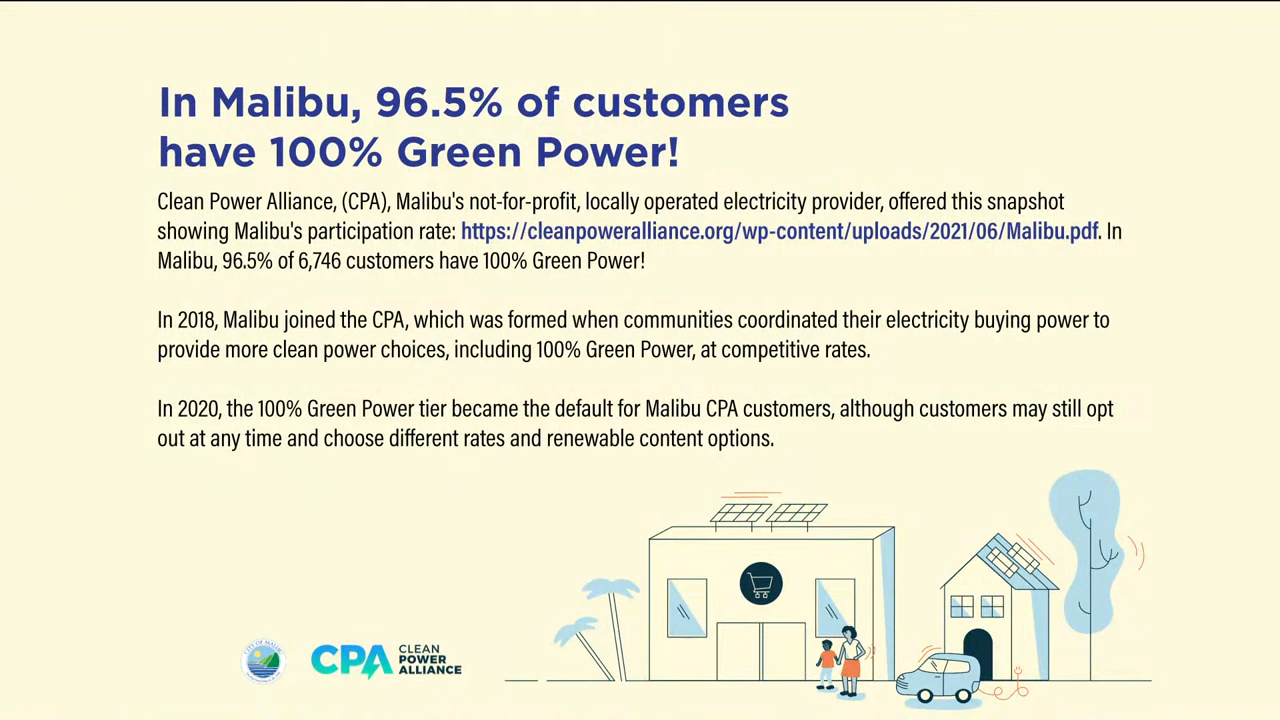 In Malibu, 96.5% of customers
have 100% Green Power!
Clean Power Alliance, (CPA), Malibu's not-for-profit, locally operated electricity provider, offered this snapshot
showing Malibu's participation rate: https://cleanpoweralliance.org/wp-content/uploads/2021/06/Malibu.pdf. In
Malibu, 96.5% of 6,746 customers have 100% Green Power!
In 2018, Malibu joined the CPA, which was formed when communities coordinated their electricity buying power to
provide more clean power choices, including 100% Green Power, at competitive rates.
In 2020, the 100% Green Power tier became the default for Malibu CPA customers, although customers may still opt
out at any time and choose different rates and renewable content options.
CITY OF MALIBU
CPA
CLEAN
POWER
ALLIANCE